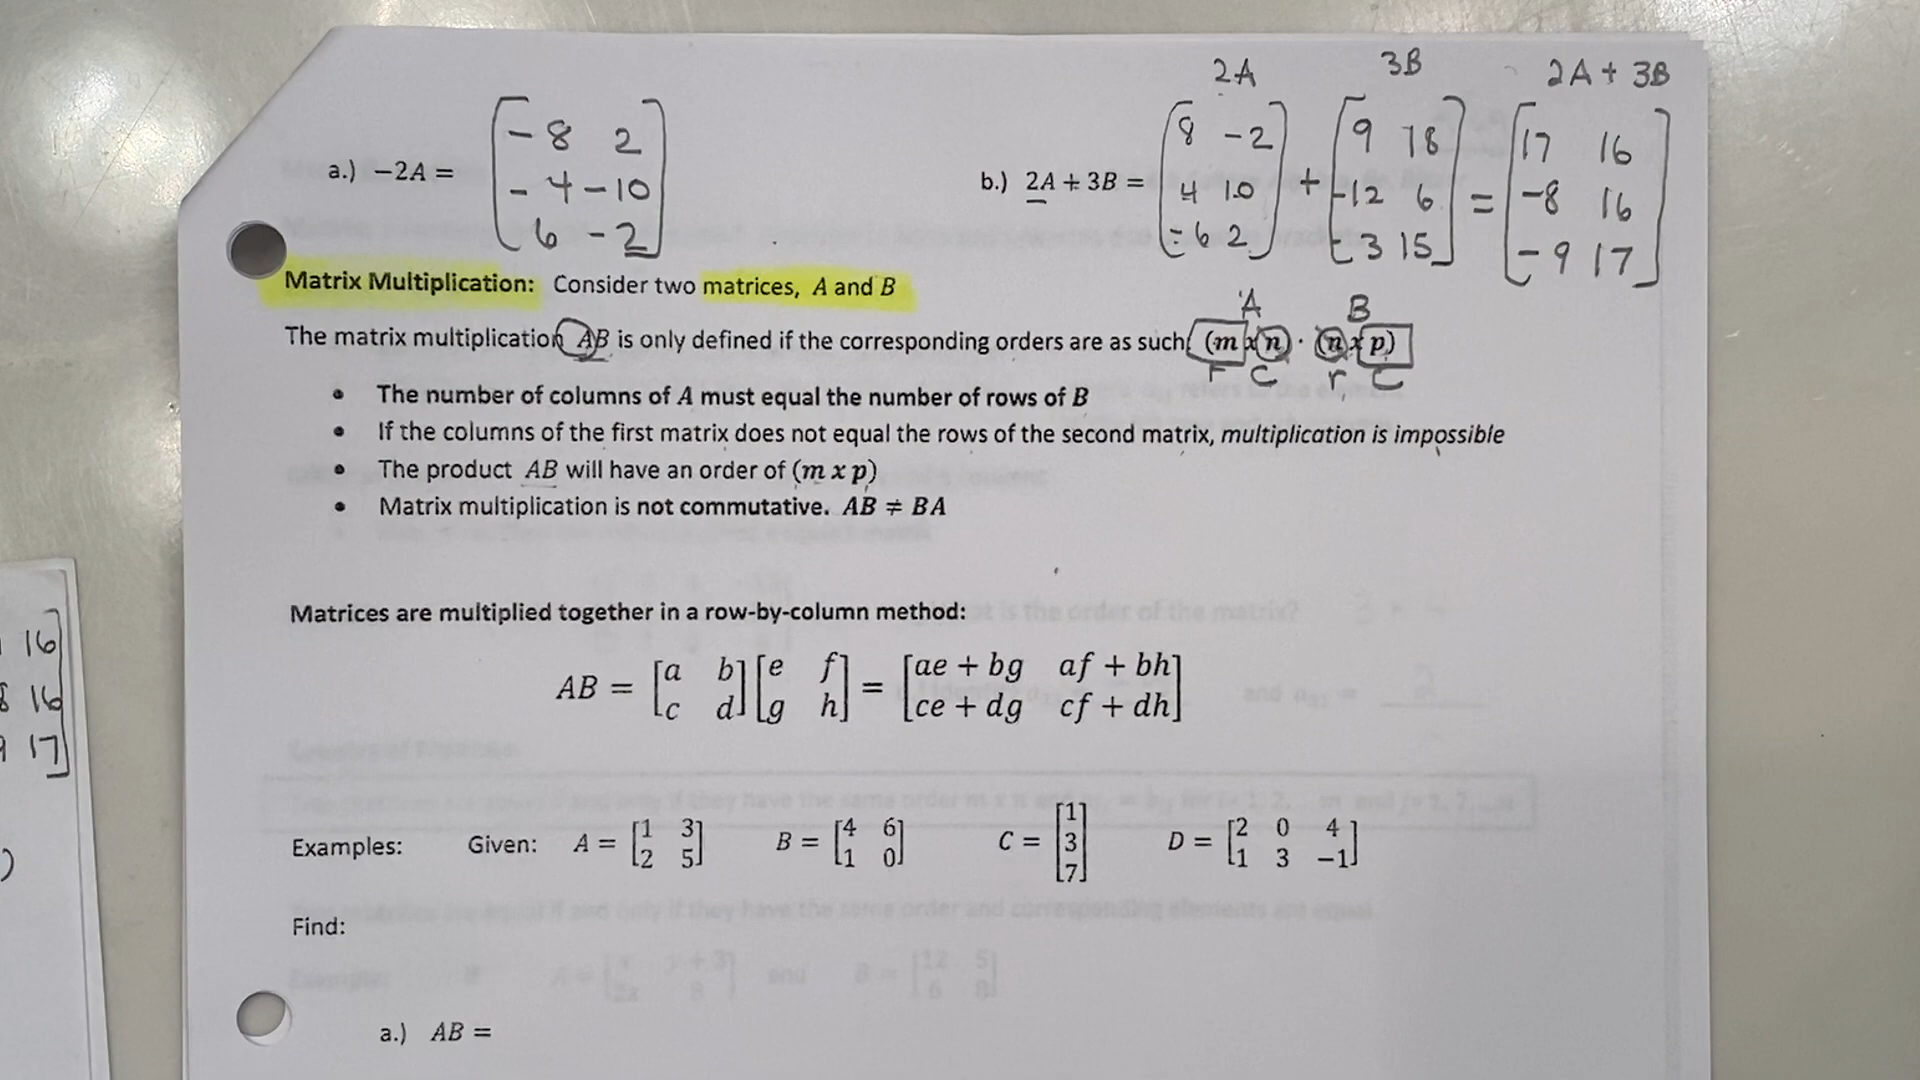 2A 3B 2A + 3B
a.) −2A = [−8 2; −4 −10; 6 −2]
b.) 2A + 3B = [8 −2; 4 10; −6 2] + [9 18; −12 6; −3 15] = [17 16; −8 16; −9 17]
Matrix Multiplication: Consider two matrices, A and B
A B
The matrix multiplication AB is only defined if the corresponding orders are as such: (m x n) · (n x p)
r c r c
• The number of columns of A must equal the number of rows of B
• If the columns of the first matrix does not equal the rows of the second matrix, multiplication is impossible
• The product AB will have an order of (m x p)
• Matrix multiplication is not commutative. AB ≠ BA
Matrices are multiplied together in a row-by-column method:
AB = [a b; c d] [e f; g h] = [ae + bg af + bh; ce + dg cf + dh]
16]
8 16
9 17]
Examples: Given: A = [1 3; 2 5] B = [4 6; 1 0] C = [1; 3; 7] D = [2 0 4; 1 3 −1]
Find:
a.) AB =